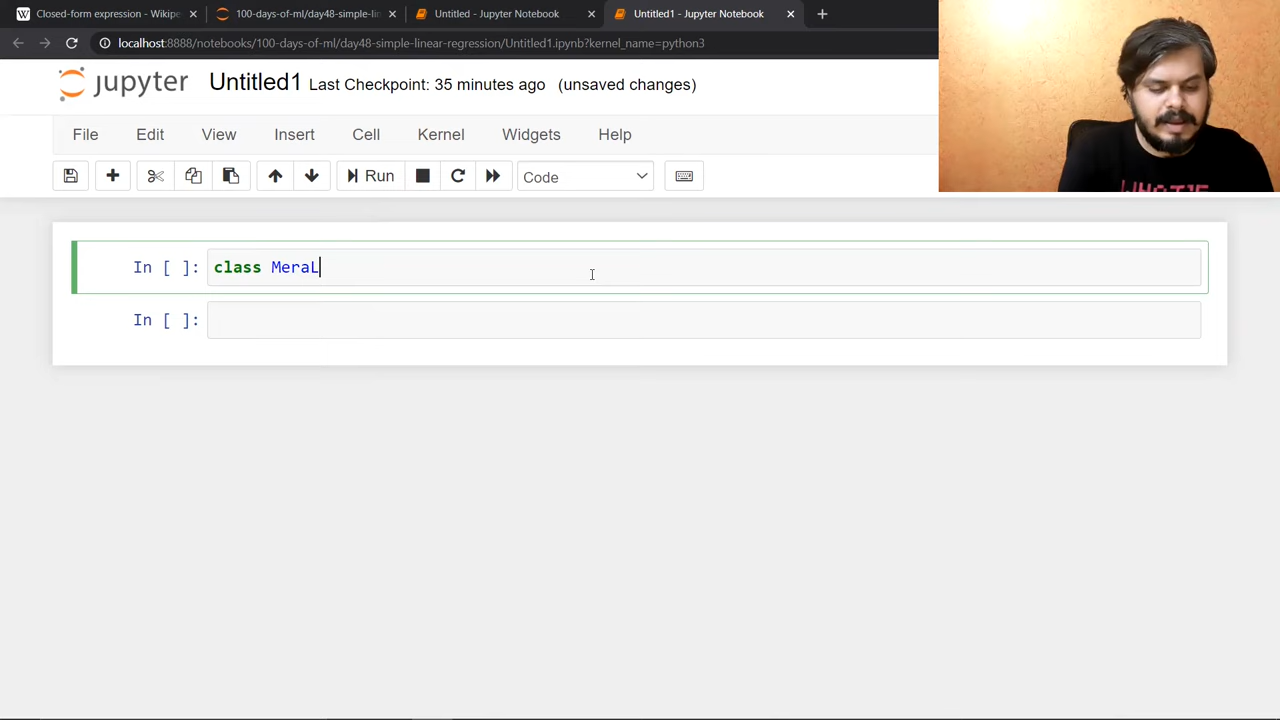 Closed-form expression - Wikipe
100-days-of-ml/day48-simple-lin
Untitled - Jupyter Notebook
Untitled1 - Jupyter Notebook
localhost:8888/notebooks/100-days-of-ml/day48-simple-linear-regression/Untitled1.ipynb?kernel_name=python3
jupyter Untitled1 Last Checkpoint: 35 minutes ago (unsaved changes)
File Edit View Insert Cell Kernel Widgets Help
Run Code
In [ ]: class MeraL
In [ ]: